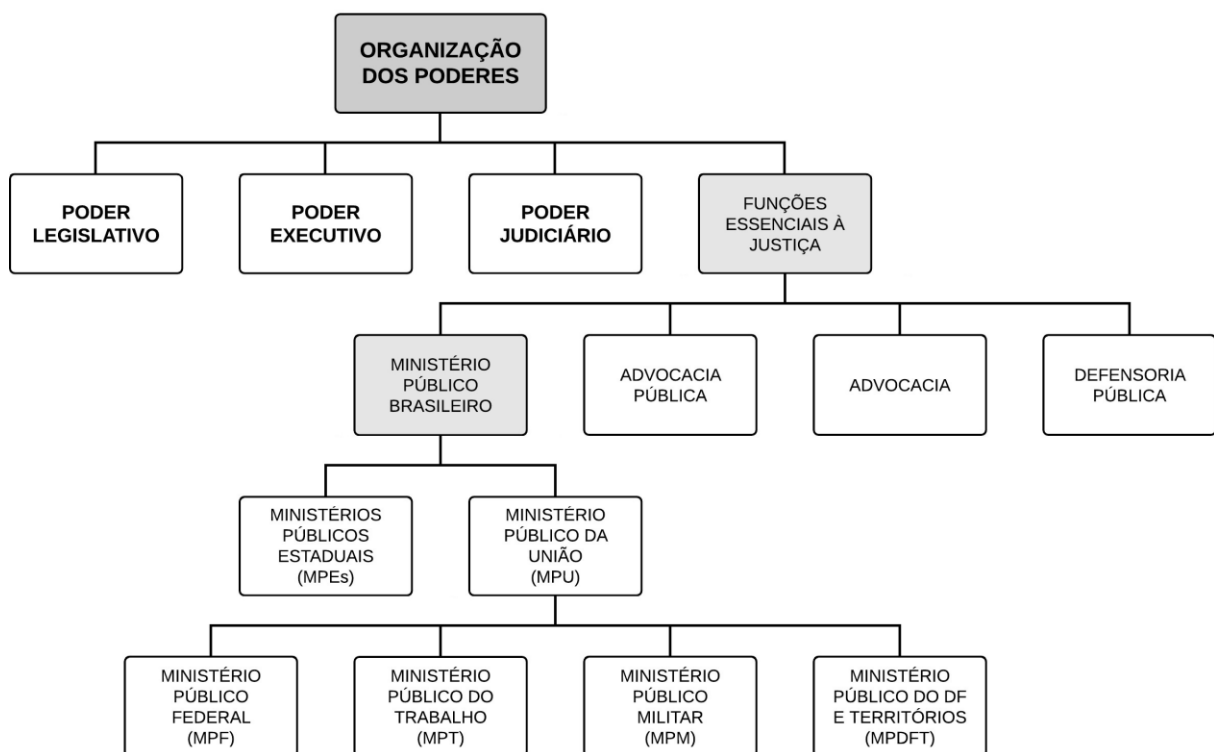 ORGANIZAÇÃO
DOS PODERES
PODER
LEGISLATIVO
PODER
EXECUTIVO
PODER
JUDICIÁRIO
FUNÇÕES
ESSENCIAIS À
JUSTIÇA
MINISTÉRIO
PÚBLICO
BRASILEIRO
ADVOCACIA
PÚBLICA
ADVOCACIA
DEFENSORIA
PÚBLICA
MINISTÉRIOS
PÚBLICOS
ESTADUAIS
(MPEs)
MINISTÉRIO
PÚBLICO DA
UNIÃO
(MPU)
MINISTÉRIO
PÚBLICO
FEDERAL
(MPF)
MINISTÉRIO
PÚBLICO DO
TRABALHO
(MPT)
MINISTÉRIO
PÚBLICO
MILITAR
(MPM)
MINISTÉRIO
PÚBLICO DO DF
E TERRITÓRIOS
(MPDFT)